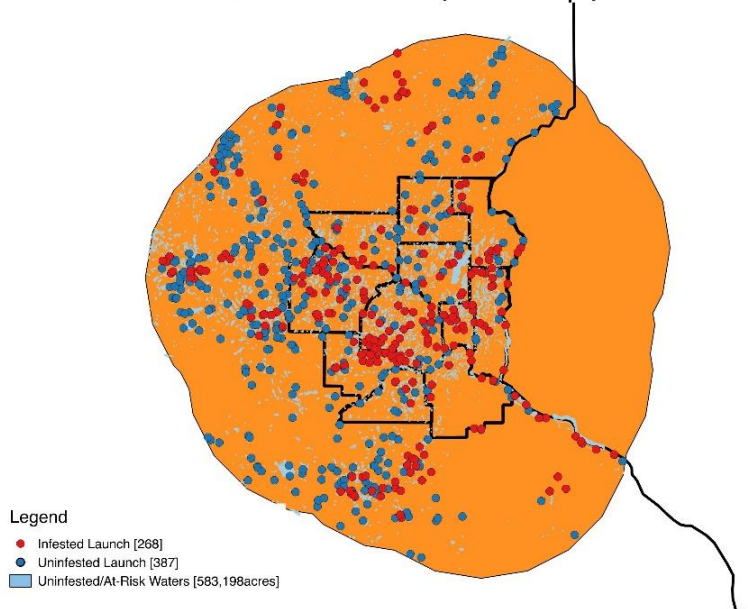 Legend
Infested Launch [268]
Uninfested Launch [387]
Uninfested/At-Risk Waters [583,198acres]